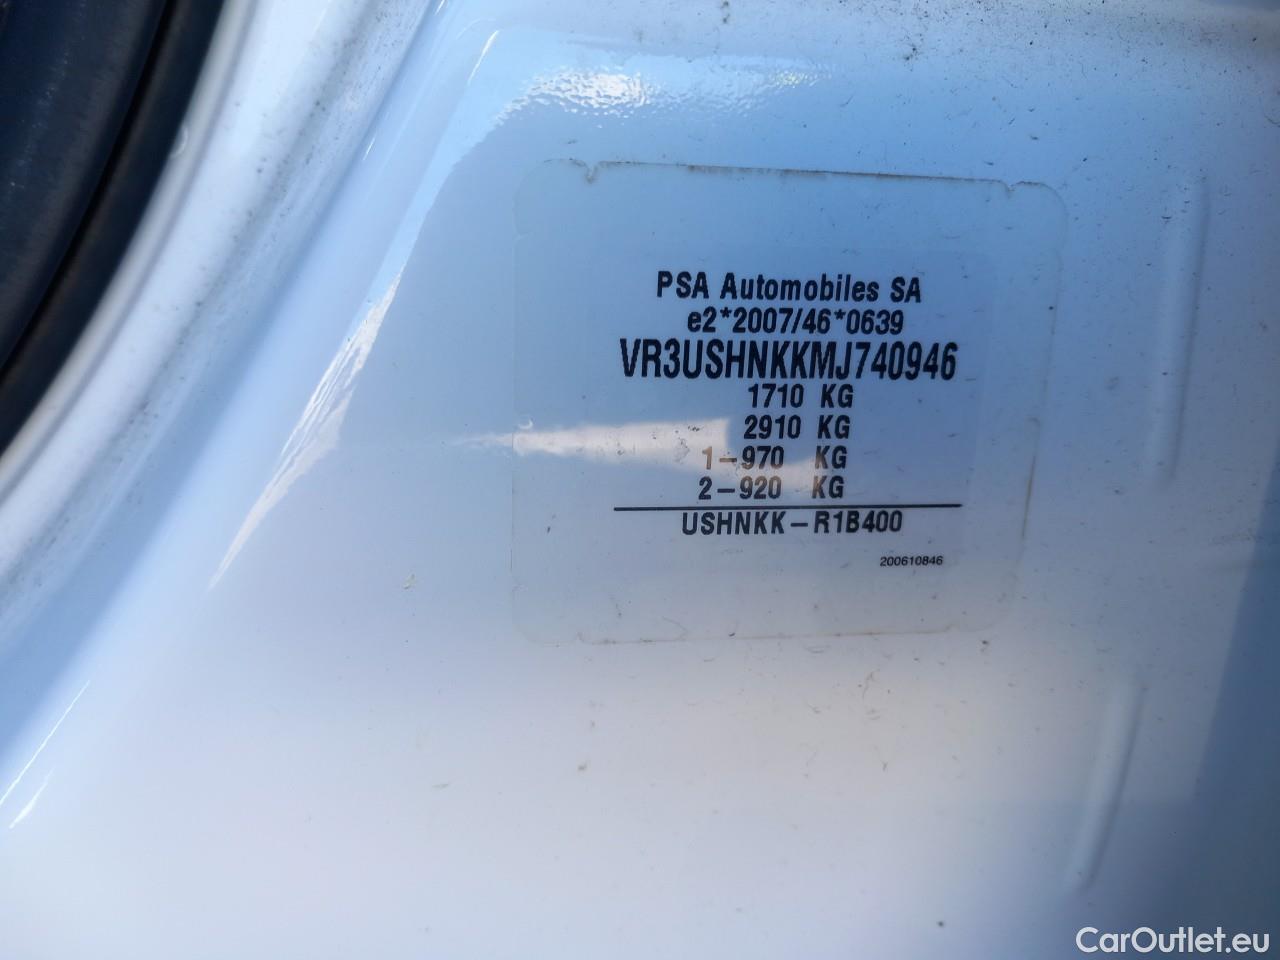 PSA Automobiles SA
e2*2007/46*0639
VR3USHNKKMJ740946
1710 KG
2910 KG
1-970 KG
2-920 KG
USHNKK-R1B400
200610846
CarOutlet.eu